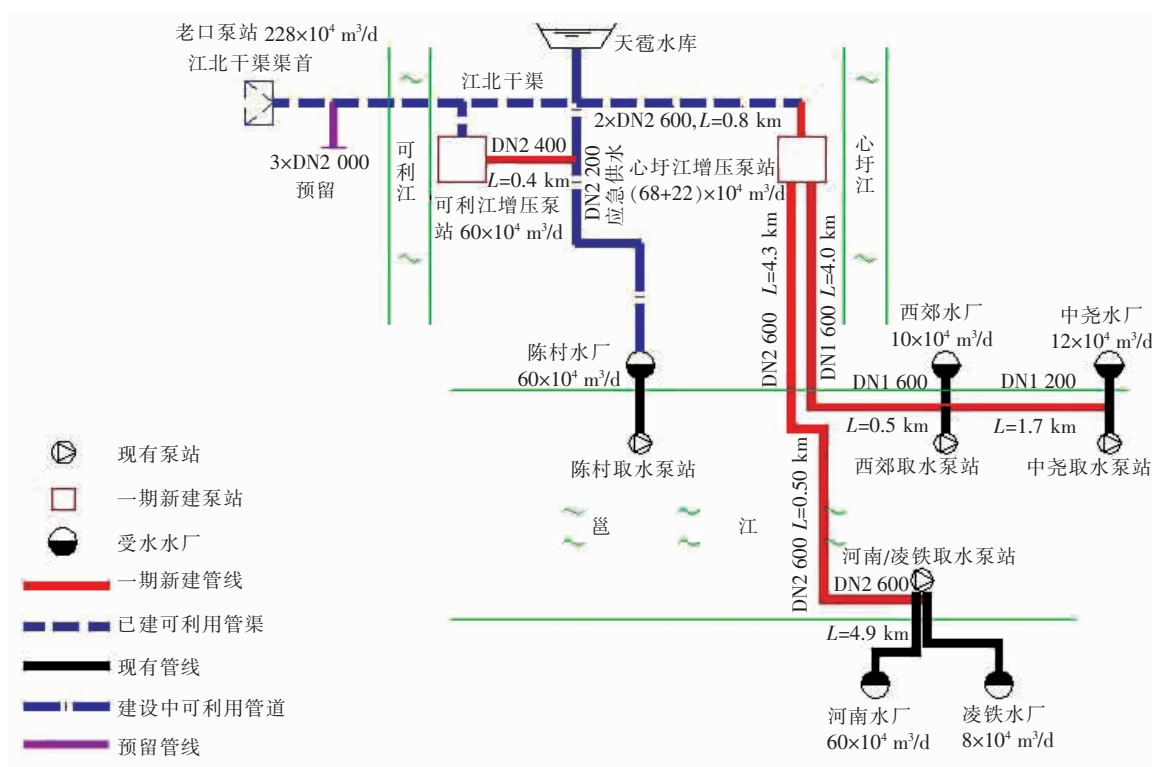 老口泵站 228×10⁴ m³/d
江北干渠渠首
天雹水库
江北干渠
2×DN2 600, L=0.8 km
3×DN2 000
预留
可利江
DN2 400
L=0.4 km
可利江增压泵
站 60×10⁴ m³/d
DN2 200
应急供水
心圩江增压泵站
(68+22)×10⁴ m³/d
心圩江
DN2 600 L=4.3 km
DN1 600 L=4.0 km
陈村水厂
60×10⁴ m³/d
西郊水厂
10×10⁴ m³/d
中尧水厂
12×10⁴ m³/d
DN1 600
DN1 200
L=0.5 km
L=1.7 km
陈村取水泵站
西郊取水泵站
中尧取水泵站
邕 江
DN2 600 L=0.50 km
河南/凌铁取水泵站
DN2 600
L=4.9 km
河南水厂
60×10⁴ m³/d
凌铁水厂
8×10⁴ m³/d
现有泵站
一期新建泵站
受水水厂
一期新建管线
已建可利用管渠
现有管线
建设中可利用管道
预留管线